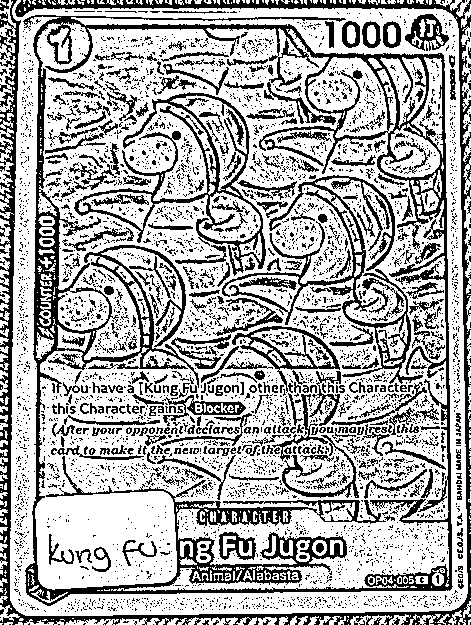 1
1000
COUNTER +1000
If you have a [Kung Fu Jugon] other than this Character,
this Character gains Blocker
(After your opponent declares an attack, you may rest this
card to make it the new target of the attack.)
CHARACTER
kung Fu
ng Fu Jugon
Animal/Alabasta
OP04-005 C 1
BANDAI MADE IN JAPAN